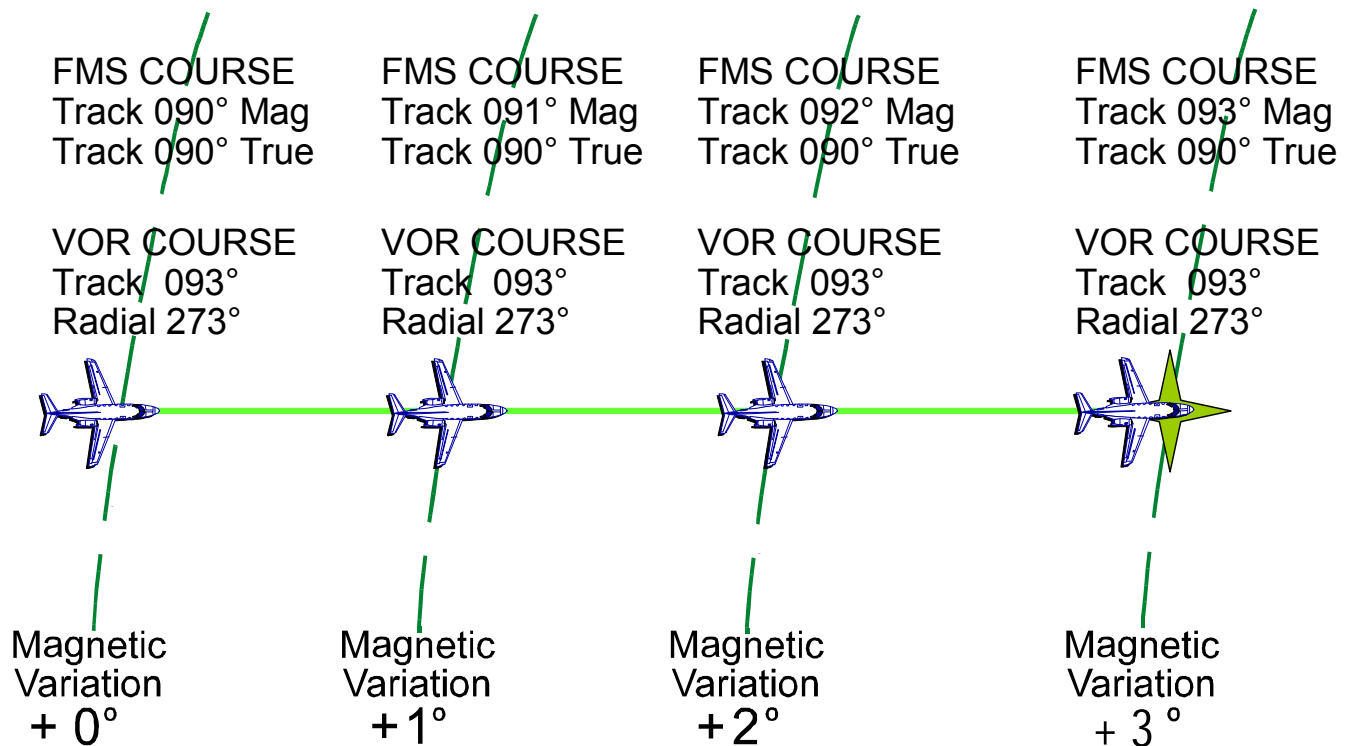 FMS COURSE
Track 090° Mag
Track 090° True
VOR COURSE
Track 093°
Radial 273°
Magnetic
Variation
+ 0°
FMS COURSE
Track 091° Mag
Track 090° True
VOR COURSE
Track 093°
Radial 273°
Magnetic
Variation
+1°
FMS COURSE
Track 092° Mag
Track 090° True
VOR COURSE
Track 093°
Radial 273°
Magnetic
Variation
+2°
FMS COURSE
Track 093° Mag
Track 090° True
VOR COURSE
Track 093°
Radial 273°
Magnetic
Variation
+ 3 °